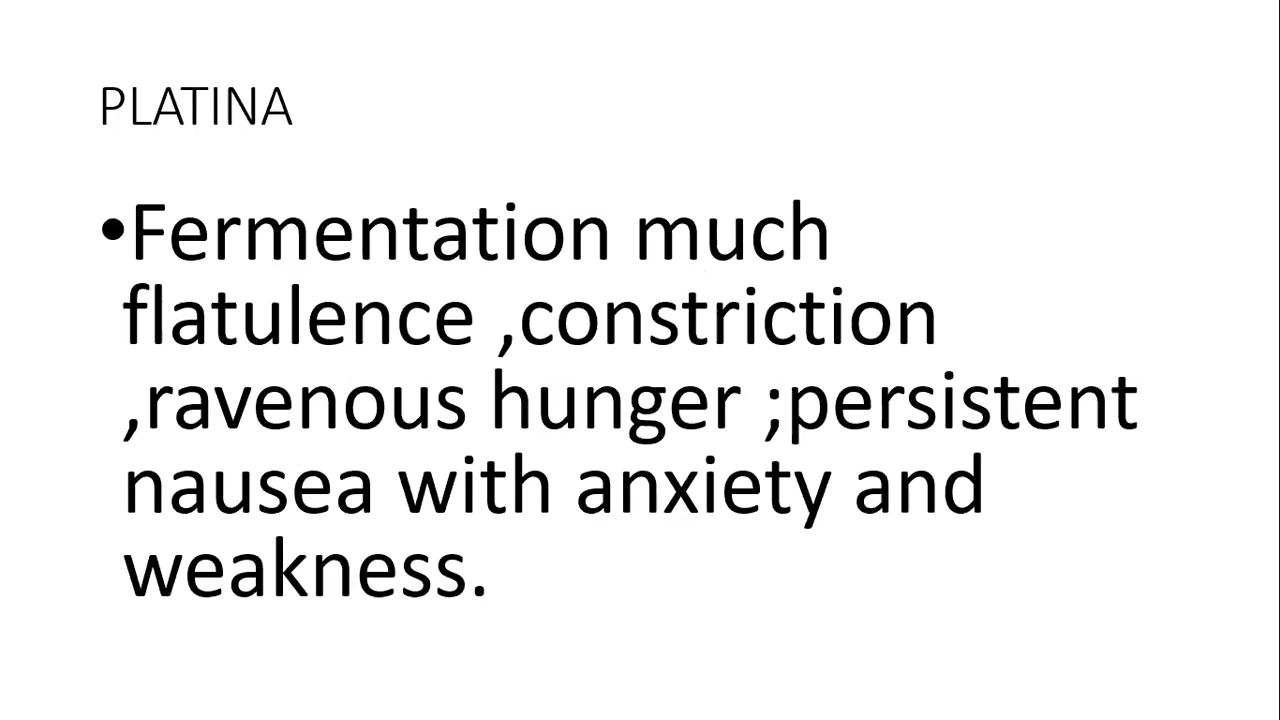 PLATINA
•Fermentation much
flatulence ,constriction
,ravenous hunger ;persistent
nausea with anxiety and
weakness.